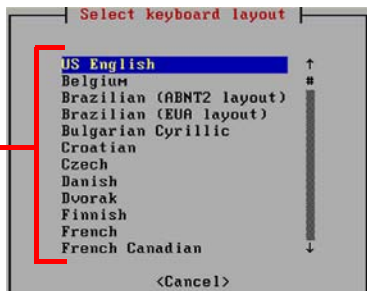 Select keyboard layout
US English ↑
Belgium #
Brazilian (ABNT2 layout)
Brazilian (EUA layout)
Bulgarian Cyrillic
Croatian
Czech
Danish
Dvorak
Finnish
French
French Canadian ↓
<Cancel>